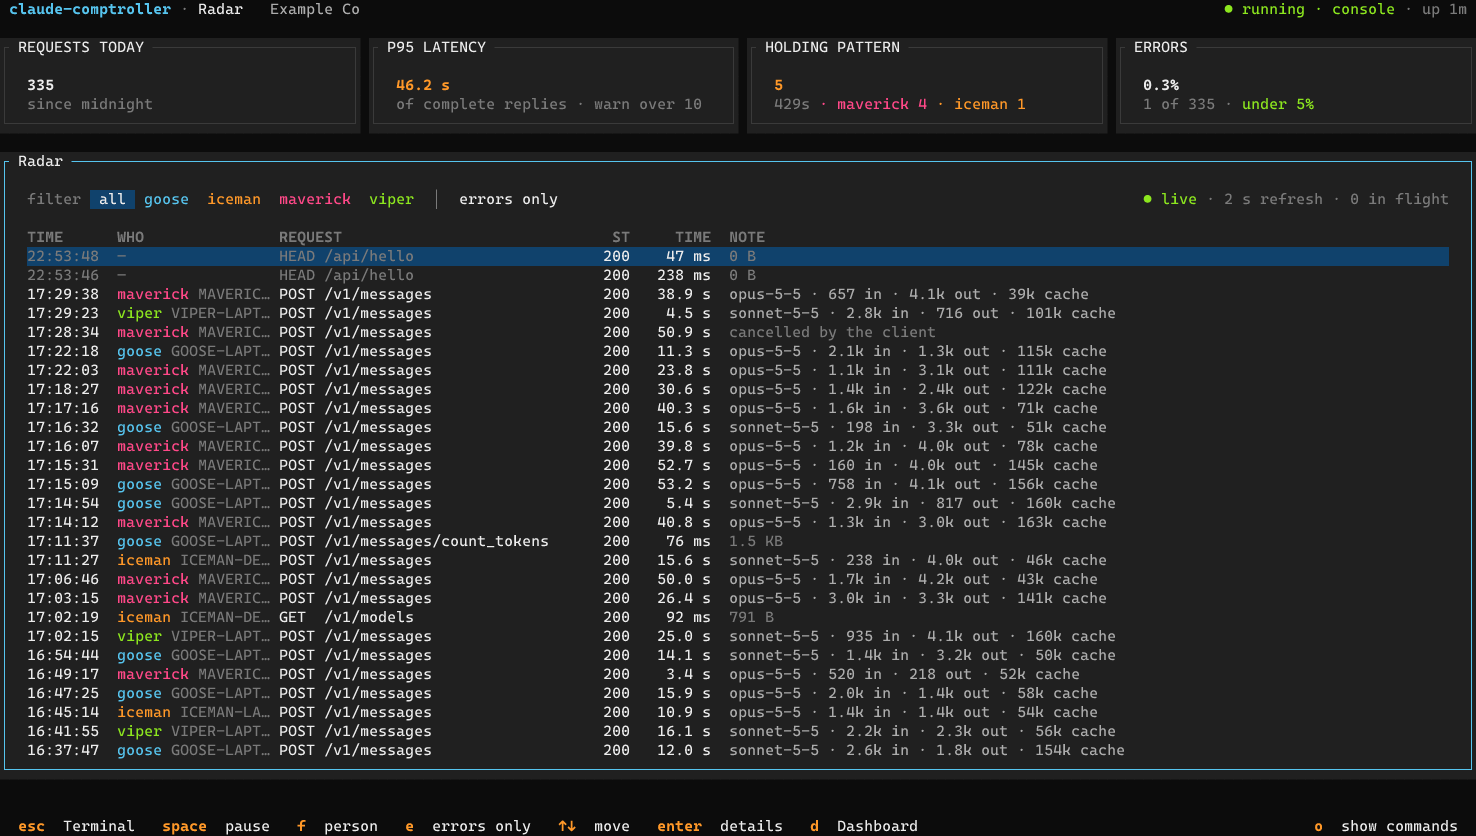 claude-comptroller · Radar Example Co ● running · console · up 1m
REQUESTS TODAY P95 LATENCY HOLDING PATTERN ERRORS
335 46.2 s 5 0.3%
since midnight of complete replies · warn over 10 429s · maverick 4 · iceman 1 1 of 335 · under 5%
Radar
filter all goose iceman maverick viper │ errors only ● live · 2 s refresh · 0 in flight
TIME WHO REQUEST ST TIME NOTE
22:53:48 — HEAD /api/hello 200 47 ms 0 B
22:53:46 — HEAD /api/hello 200 238 ms 0 B
17:29:38 maverick MAVERIC… POST /v1/messages 200 38.9 s opus-5-5 · 657 in · 4.1k out · 39k cache
17:29:23 viper VIPER-LAPT… POST /v1/messages 200 4.5 s sonnet-5-5 · 2.8k in · 716 out · 101k cache
17:28:34 maverick MAVERIC… POST /v1/messages 200 50.9 s cancelled by the client
17:22:18 goose GOOSE-LAPT… POST /v1/messages 200 11.3 s opus-5-5 · 2.1k in · 1.3k out · 115k cache
17:22:03 maverick MAVERIC… POST /v1/messages 200 23.8 s opus-5-5 · 1.1k in · 3.1k out · 111k cache
17:18:27 maverick MAVERIC… POST /v1/messages 200 30.6 s opus-5-5 · 1.4k in · 2.4k out · 122k cache
17:17:16 maverick MAVERIC… POST /v1/messages 200 40.3 s opus-5-5 · 1.6k in · 3.6k out · 71k cache
17:16:32 goose GOOSE-LAPT… POST /v1/messages 200 15.6 s sonnet-5-5 · 198 in · 3.3k out · 51k cache
17:16:07 maverick MAVERIC… POST /v1/messages 200 39.8 s opus-5-5 · 1.2k in · 4.0k out · 78k cache
17:15:31 maverick MAVERIC… POST /v1/messages 200 52.7 s opus-5-5 · 160 in · 4.0k out · 145k cache
17:15:09 goose GOOSE-LAPT… POST /v1/messages 200 53.2 s opus-5-5 · 758 in · 4.1k out · 156k cache
17:14:54 goose GOOSE-LAPT… POST /v1/messages 200 5.4 s sonnet-5-5 · 2.9k in · 817 out · 160k cache
17:14:12 maverick MAVERIC… POST /v1/messages 200 40.8 s opus-5-5 · 1.3k in · 3.0k out · 163k cache
17:11:37 goose GOOSE-LAPT… POST /v1/messages/count_tokens 200 76 ms 1.5 KB
17:11:27 iceman ICEMAN-DE… POST /v1/messages 200 15.6 s sonnet-5-5 · 238 in · 4.0k out · 46k cache
17:06:46 maverick MAVERIC… POST /v1/messages 200 50.0 s opus-5-5 · 1.7k in · 4.2k out · 43k cache
17:03:15 maverick MAVERIC… POST /v1/messages 200 26.4 s opus-5-5 · 3.0k in · 3.3k out · 141k cache
17:02:19 iceman ICEMAN-DE… GET /v1/models 200 92 ms 791 B
17:02:15 viper VIPER-LAPT… POST /v1/messages 200 25.0 s sonnet-5-5 · 935 in · 4.1k out · 160k cache
16:54:44 goose GOOSE-LAPT… POST /v1/messages 200 14.1 s sonnet-5-5 · 1.4k in · 3.2k out · 50k cache
16:49:17 maverick MAVERIC… POST /v1/messages 200 3.4 s opus-5-5 · 520 in · 218 out · 52k cache
16:47:25 goose GOOSE-LAPT… POST /v1/messages 200 15.9 s opus-5-5 · 2.0k in · 1.4k out · 58k cache
16:45:14 iceman ICEMAN-LA… POST /v1/messages 200 10.9 s opus-5-5 · 1.4k in · 1.4k out · 54k cache
16:41:55 viper VIPER-LAPT… POST /v1/messages 200 16.1 s sonnet-5-5 · 2.2k in · 2.3k out · 56k cache
16:37:47 goose GOOSE-LAPT… POST /v1/messages 200 12.0 s sonnet-5-5 · 2.6k in · 1.8k out · 154k cache
esc Terminal space pause f person e errors only ↑↓ move enter details d Dashboard o show commands